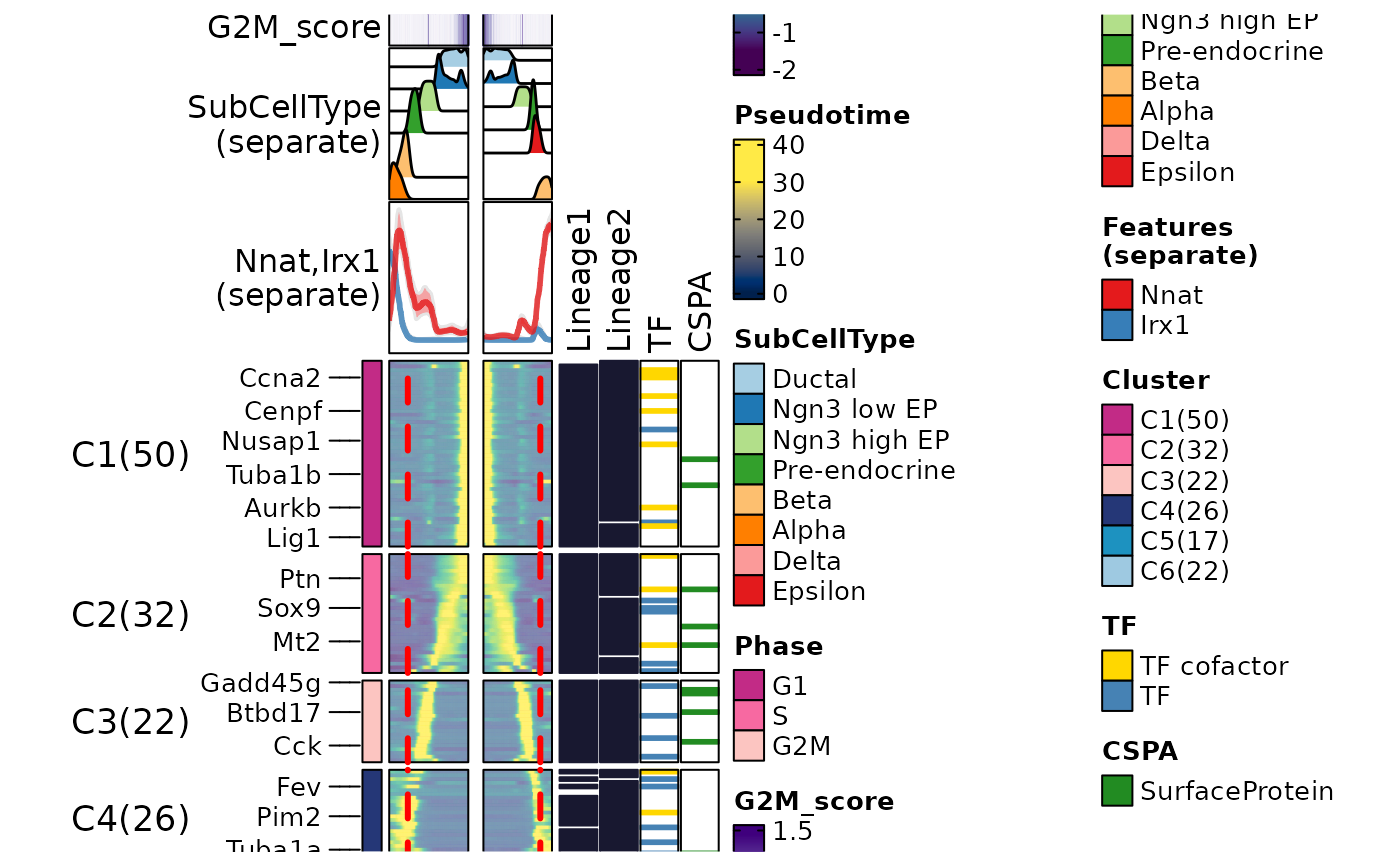 G2M_score
SubCellType
(separate)
Nnat,Irx1
(separate)
Lineage1
Lineage2
TF
CSPA
C1(50)
Ccna2
Cenpf
Nusap1
Tuba1b
Aurkb
Lig1
C2(32)
Ptn
Sox9
Mt2
C3(22)
Gadd45g
Btbd17
Cck
C4(26)
Fev
Pim2
Tuba1a
-1
-2
Pseudotime
40
30
20
10
0
SubCellType
Ductal
Ngn3 low EP
Ngn3 high EP
Pre-endocrine
Beta
Alpha
Delta
Epsilon
Phase
G1
S
G2M
G2M_score
1.5
Ngn3 high EP
Pre-endocrine
Beta
Alpha
Delta
Epsilon
Features
(separate)
Nnat
Irx1
Cluster
C1(50)
C2(32)
C3(22)
C4(26)
C5(17)
C6(22)
TF
TF cofactor
TF
CSPA
SurfaceProtein